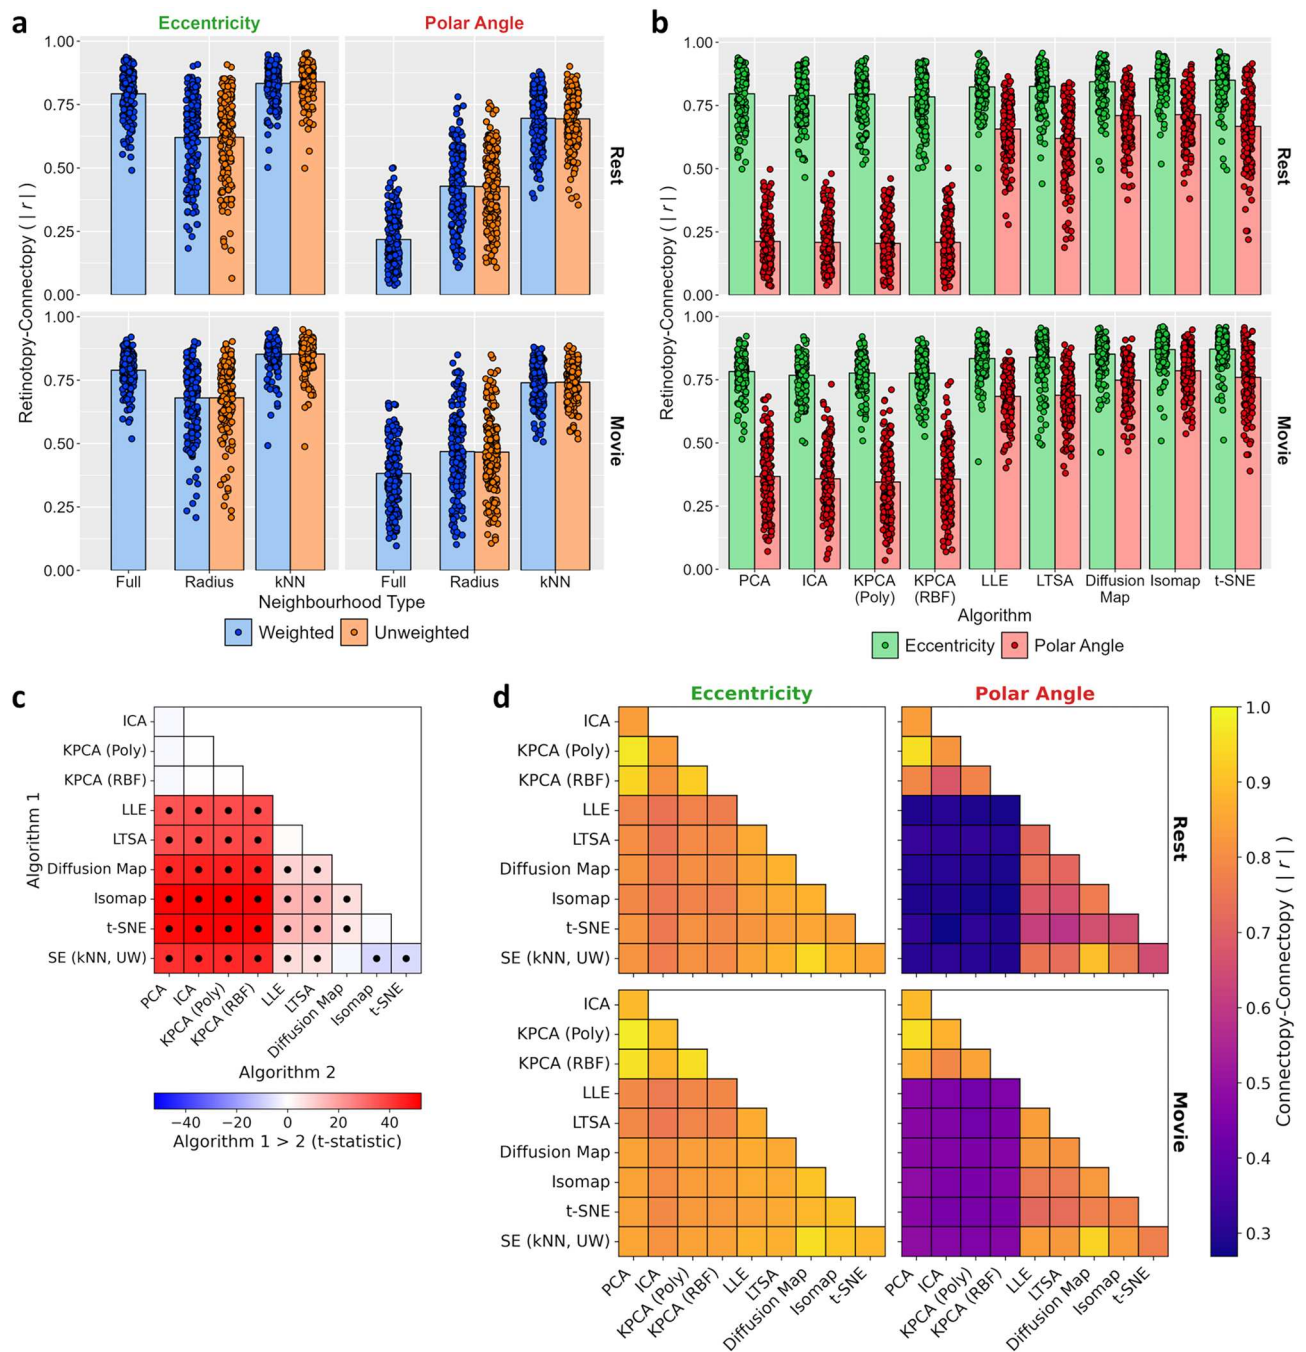 a
Eccentricity
Polar Angle
Retinotopy-Connectopy ( | r | )
1.00
0.75
0.50
0.25
0.00
Rest
1.00
0.75
0.50
0.25
0.00
Movie
Full
Radius
kNN
Full
Radius
kNN
Neighbourhood Type
Weighted
Unweighted
b
Retinotopy-Connectopy ( | r | )
1.00
0.75
0.50
0.25
0.00
Rest
1.00
0.75
0.50
0.25
0.00
Movie
PCA
ICA
KPCA
(Poly)
KPCA
(RBF)
LLE
LTSA
Diffusion
Map
Isomap
t-SNE
Algorithm
Eccentricity
Polar Angle
c
Algorithm 1
ICA
KPCA (Poly)
KPCA (RBF)
LLE
LTSA
Diffusion Map
Isomap
t-SNE
SE (kNN, UW)
PCA
ICA
KPCA (Poly)
KPCA (RBF)
LLE
LTSA
Diffusion Map
Isomap
t-SNE
Algorithm 2
−40
−20
0
20
40
Algorithm 1 > 2 (t-statistic)
d
Eccentricity
Polar Angle
ICA
KPCA (Poly)
KPCA (RBF)
LLE
LTSA
Diffusion Map
Isomap
t-SNE
SE (kNN, UW)
Rest
ICA
KPCA (Poly)
KPCA (RBF)
LLE
LTSA
Diffusion Map
Isomap
t-SNE
SE (kNN, UW)
Movie
PCA
ICA
KPCA (Poly)
KPCA (RBF)
LLE
LTSA
Diffusion Map
Isomap
t-SNE
PCA
ICA
KPCA (Poly)
KPCA (RBF)
LLE
LTSA
Diffusion Map
Isomap
t-SNE
1.0
0.9
0.8
0.7
0.6
0.5
0.4
0.3
Connectopy-Connectopy ( | r | )